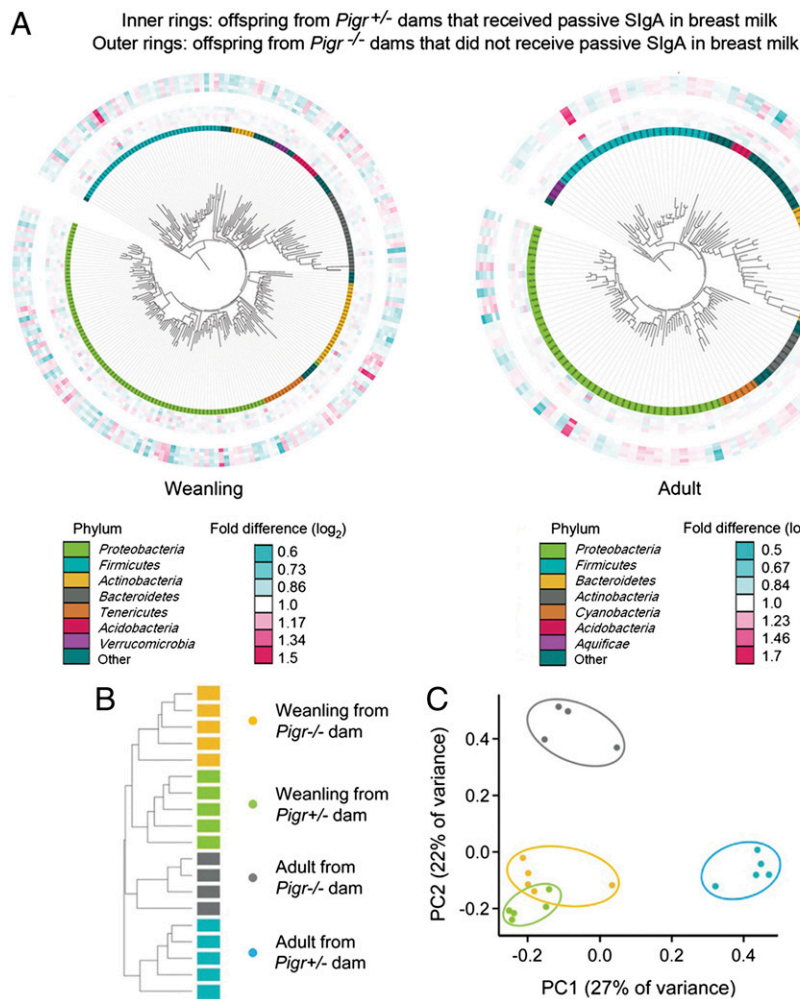 A
Inner rings: offspring from Pigr +/- dams that received passive SIgA in breast milk
Outer rings: offspring from Pigr -/- dams that did not receive passive SIgA in breast milk
Weanling
Adult
Phylum
Proteobacteria
Firmicutes
Actinobacteria
Bacteroidetes
Tenericutes
Acidobacteria
Verrucomicrobia
Other
Fold difference (log2)
0.6
0.73
0.86
1.0
1.17
1.34
1.5
Phylum
Proteobacteria
Firmicutes
Bacteroidetes
Actinobacteria
Cyanobacteria
Acidobacteria
Aquificae
Other
Fold difference (lo
0.5
0.67
0.84
1.0
1.23
1.46
1.7
B
Weanling from
Pigr-/- dam
Weanling from
Pigr+/- dam
Adult from
Pigr-/- dam
Adult from
Pigr+/- dam
C
PC2 (22% of variance)
0.4
0.2
0.0
-0.2
-0.2
0.0
0.2
0.4
PC1 (27% of variance)